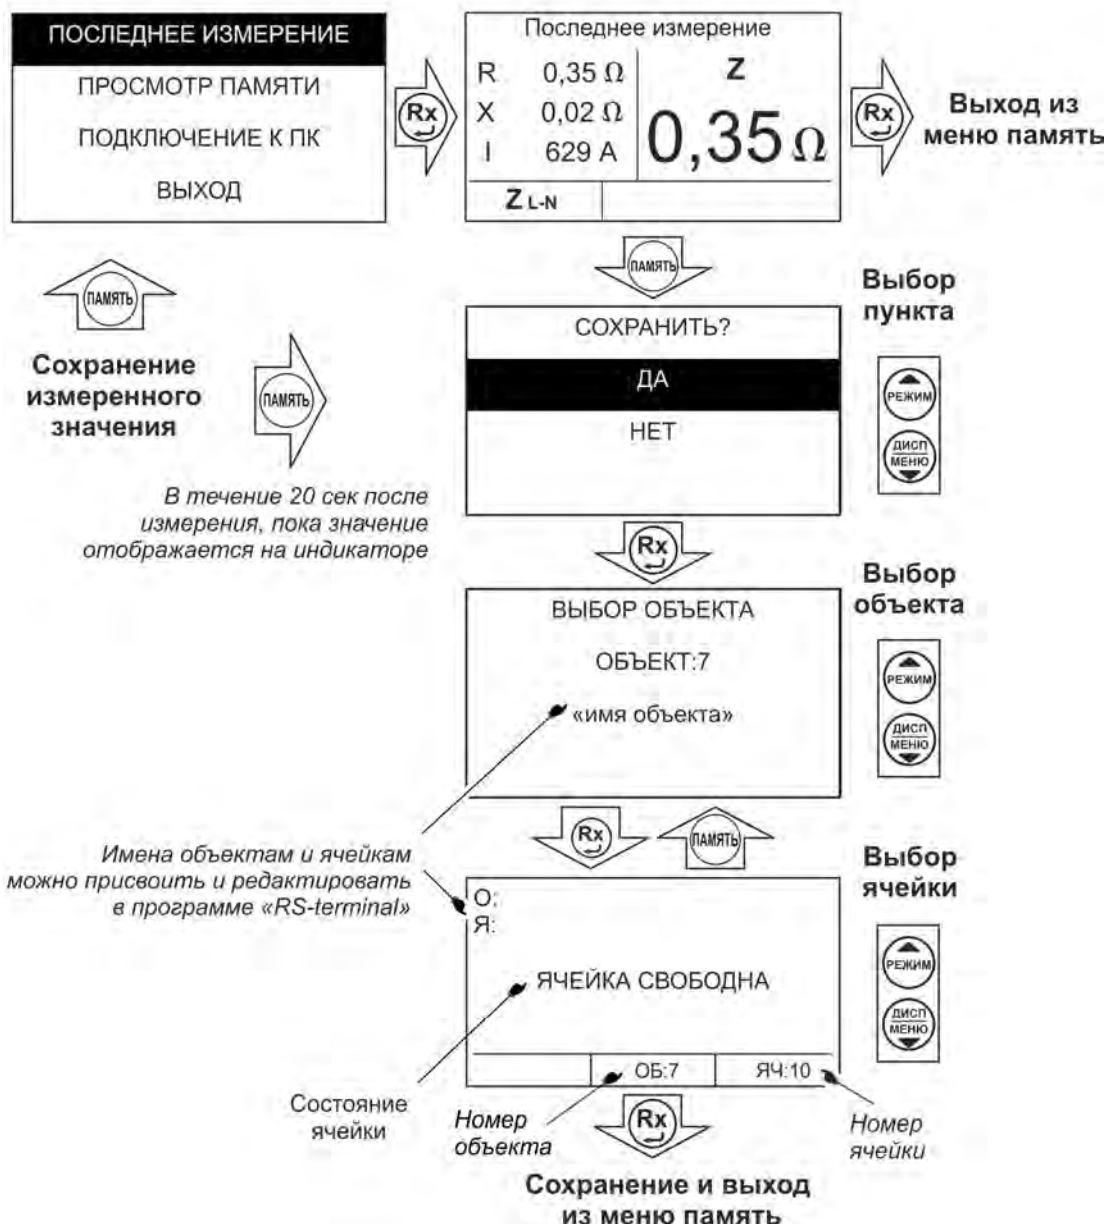 ПОСЛЕДНЕЕ ИЗМЕРЕНИЕ
ПРОСМОТР ПАМЯТИ
ПОДКЛЮЧЕНИЕ К ПК
ВЫХОД
Rx
Последнее измерение
R 0,35 Ω
X 0,02 Ω
I 629 А
Z
0,35 Ω
Z L-N
Rx
Выход из
меню память
ПАМЯТЬ
Сохранение
измеренного
значения
ПАМЯТЬ
В течение 20 сек после
измерения, пока значение
отображается на индикаторе
ПАМЯТЬ
СОХРАНИТЬ?
ДА
НЕТ
Выбор
пункта
РЕЖИМ
ДИСП
МЕНЮ
Rx
ВЫБОР ОБЪЕКТА
ОБЪЕКТ:7
«имя объекта»
Выбор
объекта
РЕЖИМ
ДИСП
МЕНЮ
Rx
ПАМЯТЬ
Имена объектам и ячейкам
можно присвоить и редактировать
в программе «RS-terminal»
О:
Я:
ЯЧЕЙКА СВОБОДНА
ОБ:7
ЯЧ:10
Выбор
ячейки
РЕЖИМ
ДИСП
МЕНЮ
Состояние
ячейки
Номер
объекта
Rx
Номер
ячейки
Сохранение и выход
из меню память